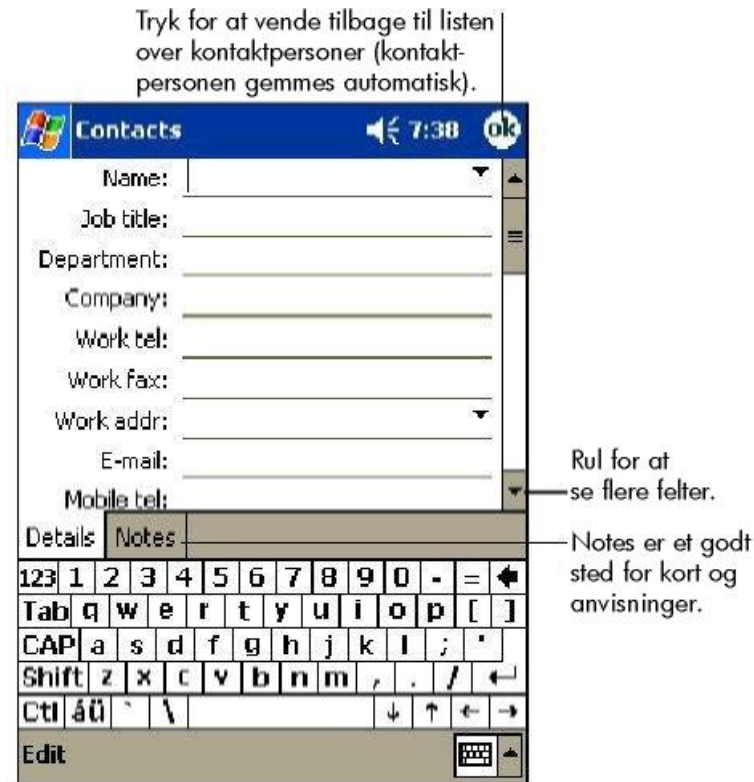 Tryk for at vende tilbage til listen
over kontaktpersoner (kontakt-
personen gemmes automatisk).
Contacts 7:38 ok
Name:
Job title:
Department:
Company:
Work tel:
Work fax:
Work addr:
E-mail:
Mobile tel:
Rul for at
se flere felter.
Details Notes
Notes er et godt
sted for kort og
anvisninger.
123 1 2 3 4 5 6 7 8 9 0 - =
Tab q w e r t y u i o p [ ]
CAP a s d f g h j k l ; '
Shift z x c v b n m , . /
Ctl áü ` \ ↓ ↑ ← →
Edit